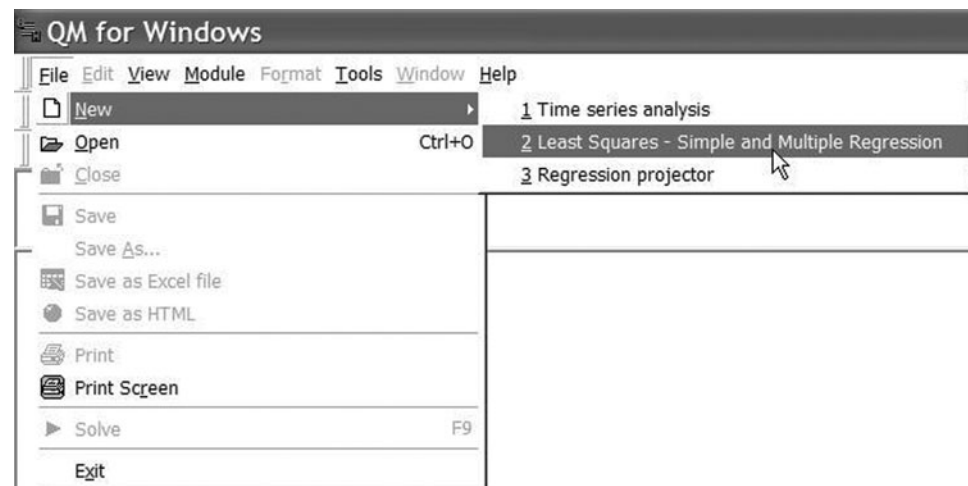 QM for Windows
File Edit View Module Format Tools Window Help
New
Open Ctrl+O
Close
Save
Save As...
Save as Excel file
Save as HTML
Print
Print Screen
Solve F9
Exit
1 Time series analysis
2 Least Squares - Simple and Multiple Regression
3 Regression projector